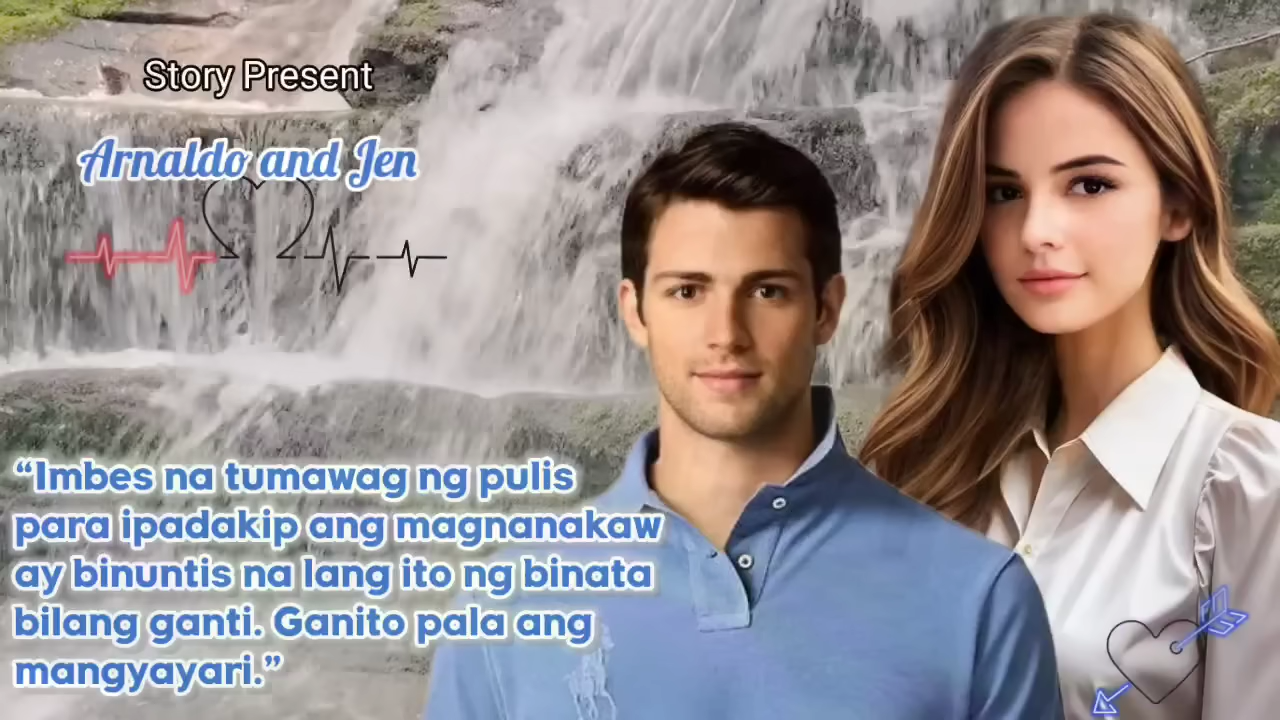 Story Present
Arnaldo and Jen
“Imbes na tumawag ng pulis
para ipadakip ang magnanakaw
ay binuntis na lang ito ng binata
bilang ganti. Ganito pala ang
mangyayari.”